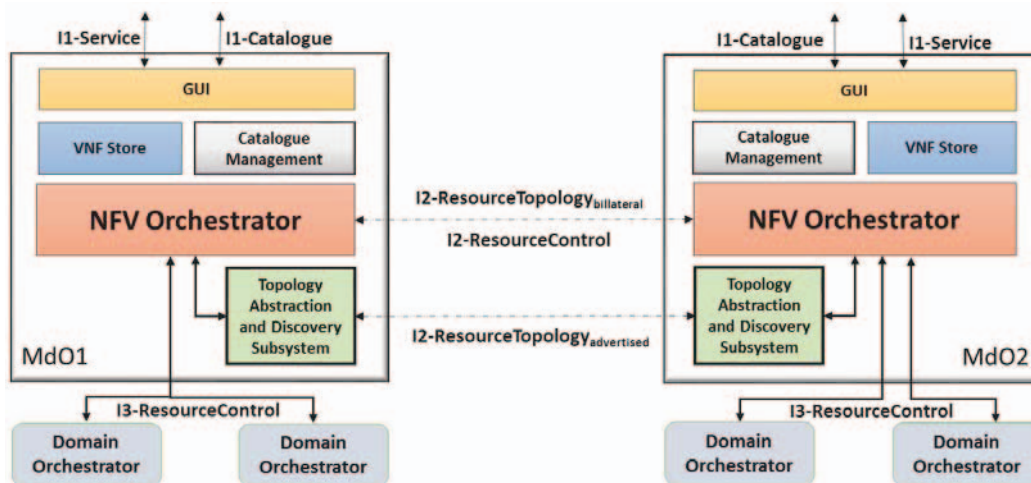 I1-Service
I1-Catalogue
I1-Catalogue
I1-Service
GUI
GUI
VNF Store
Catalogue
Management
Catalogue
Management
VNF Store
NFV Orchestrator
I2-ResourceTopologybillateral
I2-ResourceControl
NFV Orchestrator
Topology
Abstraction
and Discovery
Subsystem
I2-ResourceTopologyadvertised
Topology
Abstraction
and Discovery
Subsystem
MdO1
MdO2
I3-ResourceControl
I3-ResourceControl
Domain
Orchestrator
Domain
Orchestrator
Domain
Orchestrator
Domain
Orchestrator